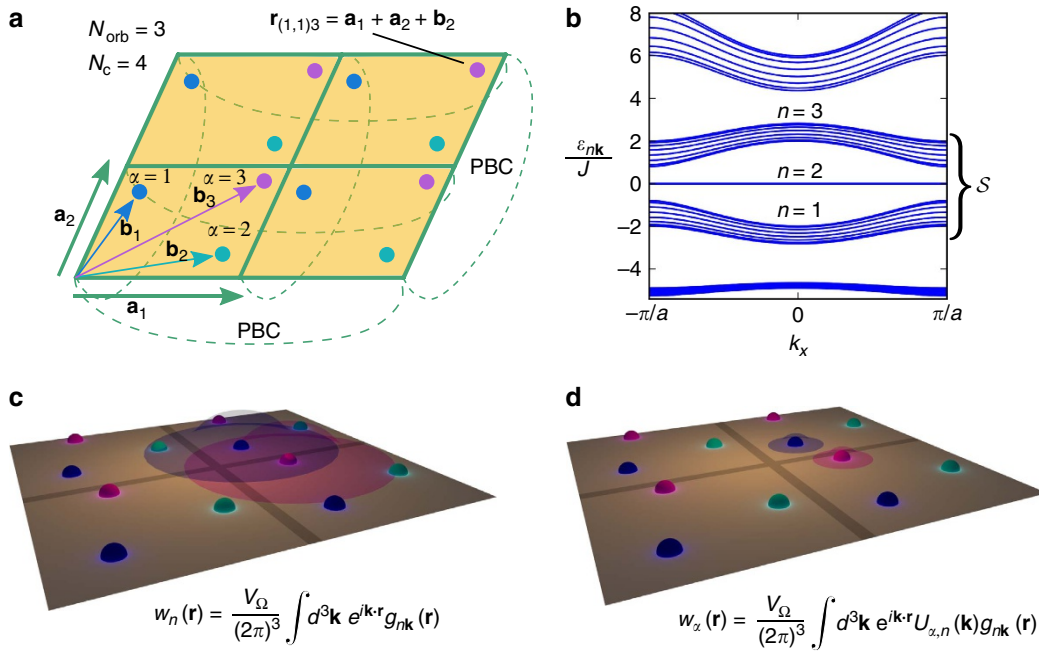 a
N_orb = 3
N_c = 4
r_(1,1)3 = a_1 + a_2 + b_2
α = 1
α = 3
b_3
PBC
a_2
b_1
α = 2
b_2
a_1
PBC
b
8
6
4
2
0
−2
−4
ε_nk / J
n = 3
n = 2
n = 1
S
−π/a
0
π/a
k_x
c
w_n(r) = V_Ω / (2π)^3 ∫ d^3k e^{ik·r} g_nk(r)
d
w_α(r) = V_Ω / (2π)^3 ∫ d^3k e^{ik·r} U_α,n(k) g_nk(r)